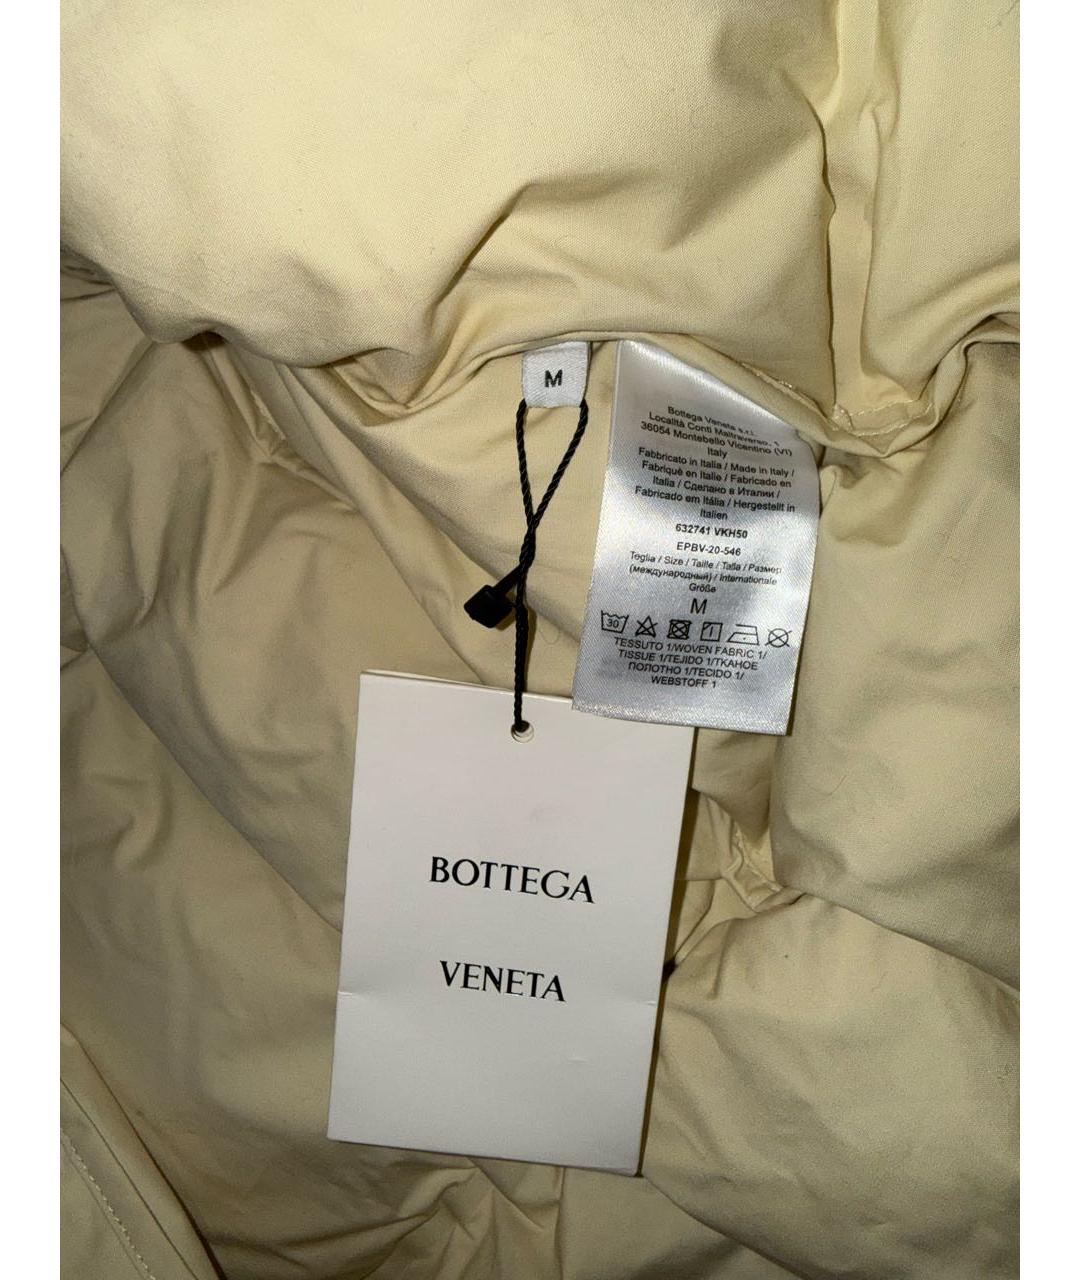 M
Bottega Veneta s.r.l.
Località Conti Maltraverso, 1
36054 Montebello Vicentino (VI)
Italy
Fabbricato in Italia / Made in Italy /
Fabriqué en Italie / Fabricado en
Italia / Сделано в Италии /
Fabricado em Itália / Hergestellt in
Italien
632741 VKH50
EPBV-20-546
Taglia / Size / Taille / Talla / Размер
(международный) / Internationale
Größe
M
30
TESSUTO 1/WOVEN FABRIC 1/
TISSUE 1/TEJIDO 1/ТКАНОЕ
ПОЛОТНО 1/TECIDO 1/
WEBSTOFF 1
BOTTEGA
VENETA